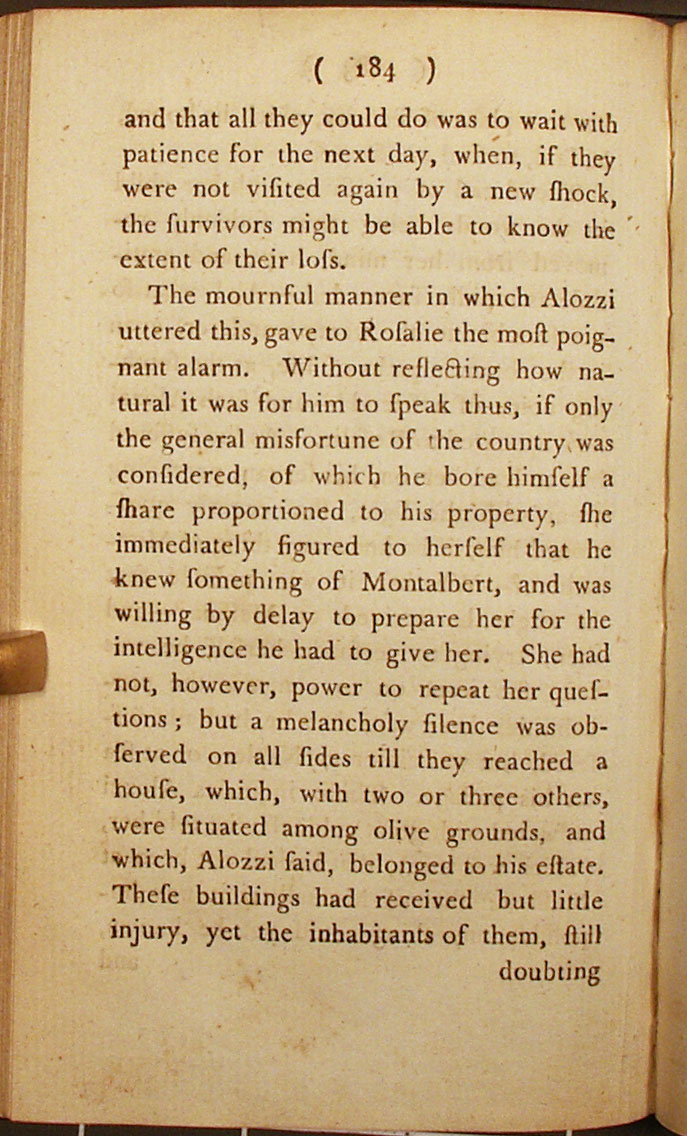 ( 184 )
and that all they could do was to wait with
patience for the next day, when, if they
were not viſited again by a new ſhock,
the ſurvivors might be able to know the
extent of their loſs.
The mournful manner in which Alozzi
uttered this, gave to Roſalie the moſt poig-
nant alarm. Without reflecting how na-
tural it was for him to ſpeak thus, if only
the general misfortune of the country was
conſidered, of which he bore himſelf a
ſhare proportioned to his property, ſhe
immediately figured to herſelf that he
knew ſomething of Montalbert, and was
willing by delay to prepare her for the
intelligence he had to give her. She had
not, however, power to repeat her queſ-
tions; but a melancholy ſilence was ob-
ſerved on all ſides till they reached a
houſe, which, with two or three others,
were ſituated among olive grounds, and
which, Alozzi ſaid, belonged to his eſtate.
Theſe buildings had received but little
injury, yet the inhabitants of them, ſtill
doubting